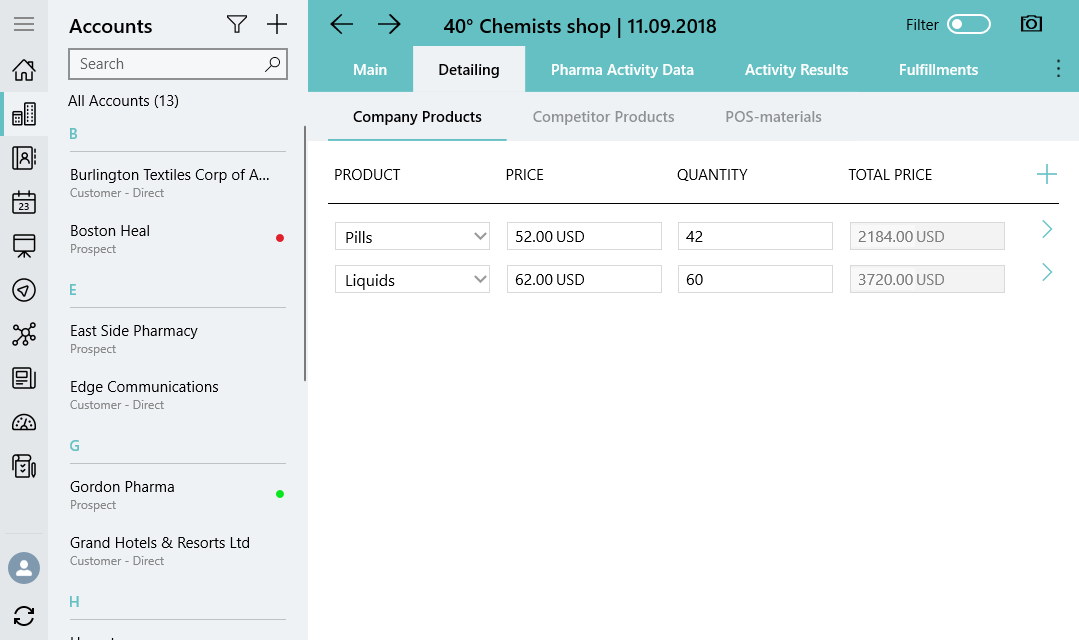 Accounts
Search
All Accounts (13)
B
Burlington Textiles Corp of A...
Customer - Direct
Boston Heal
Prospect
E
East Side Pharmacy
Prospect
Edge Communications
Customer - Direct
G
Gordon Pharma
Prospect
Grand Hotels & Resorts Ltd
Customer - Direct
H
23
40° Chemists shop | 11.09.2018
Filter
Main Detailing Pharma Activity Data Activity Results Fulfillments
Company Products Competitor Products POS-materials
PRODUCT PRICE QUANTITY TOTAL PRICE
Pills 52.00 USD 42 2184.00 USD
Liquids 62.00 USD 60 3720.00 USD